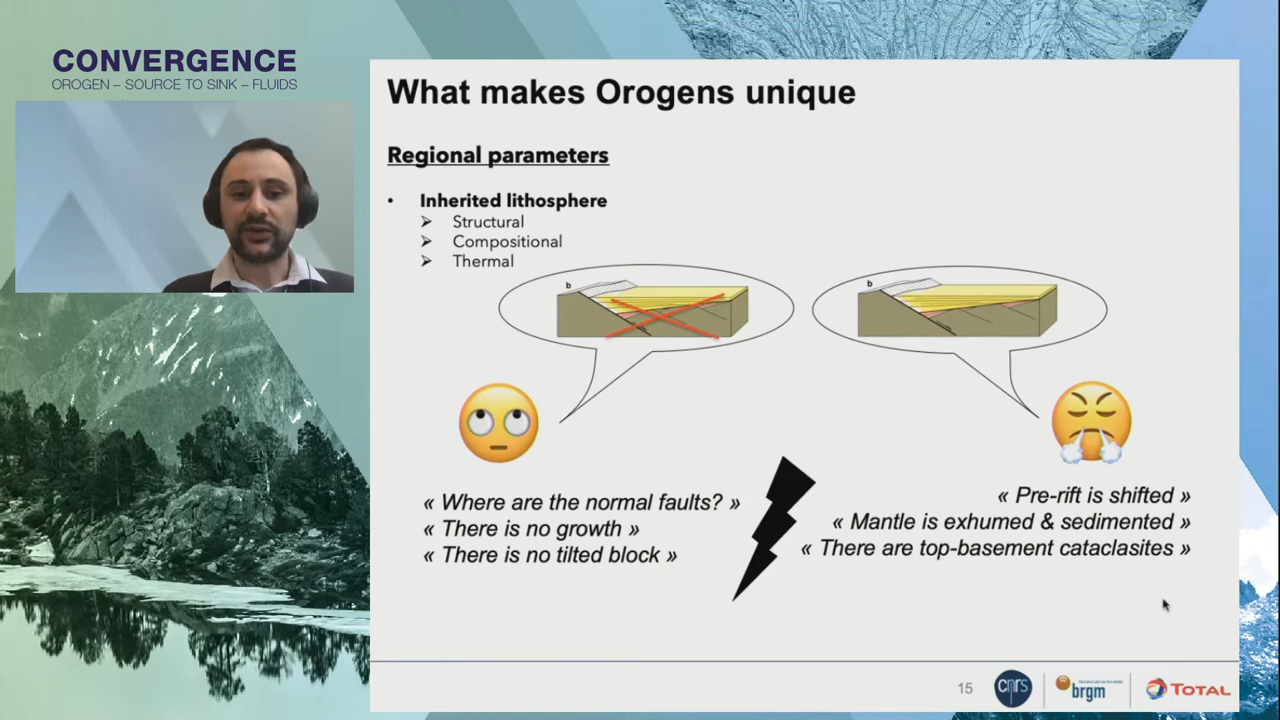 CONVERGENCE
OROGEN – SOURCE TO SINK – FLUIDS
What makes Orogens unique
Regional parameters
• Inherited lithosphere
➢ Structural
➢ Compositional
➢ Thermal
b
b
« Where are the normal faults? »
« There is no growth »
« There is no tilted block »
« Pre-rift is shifted »
« Mantle is exhumed & sedimented »
« There are top-basement cataclasites »
15
cnrs
brgm
TOTAL